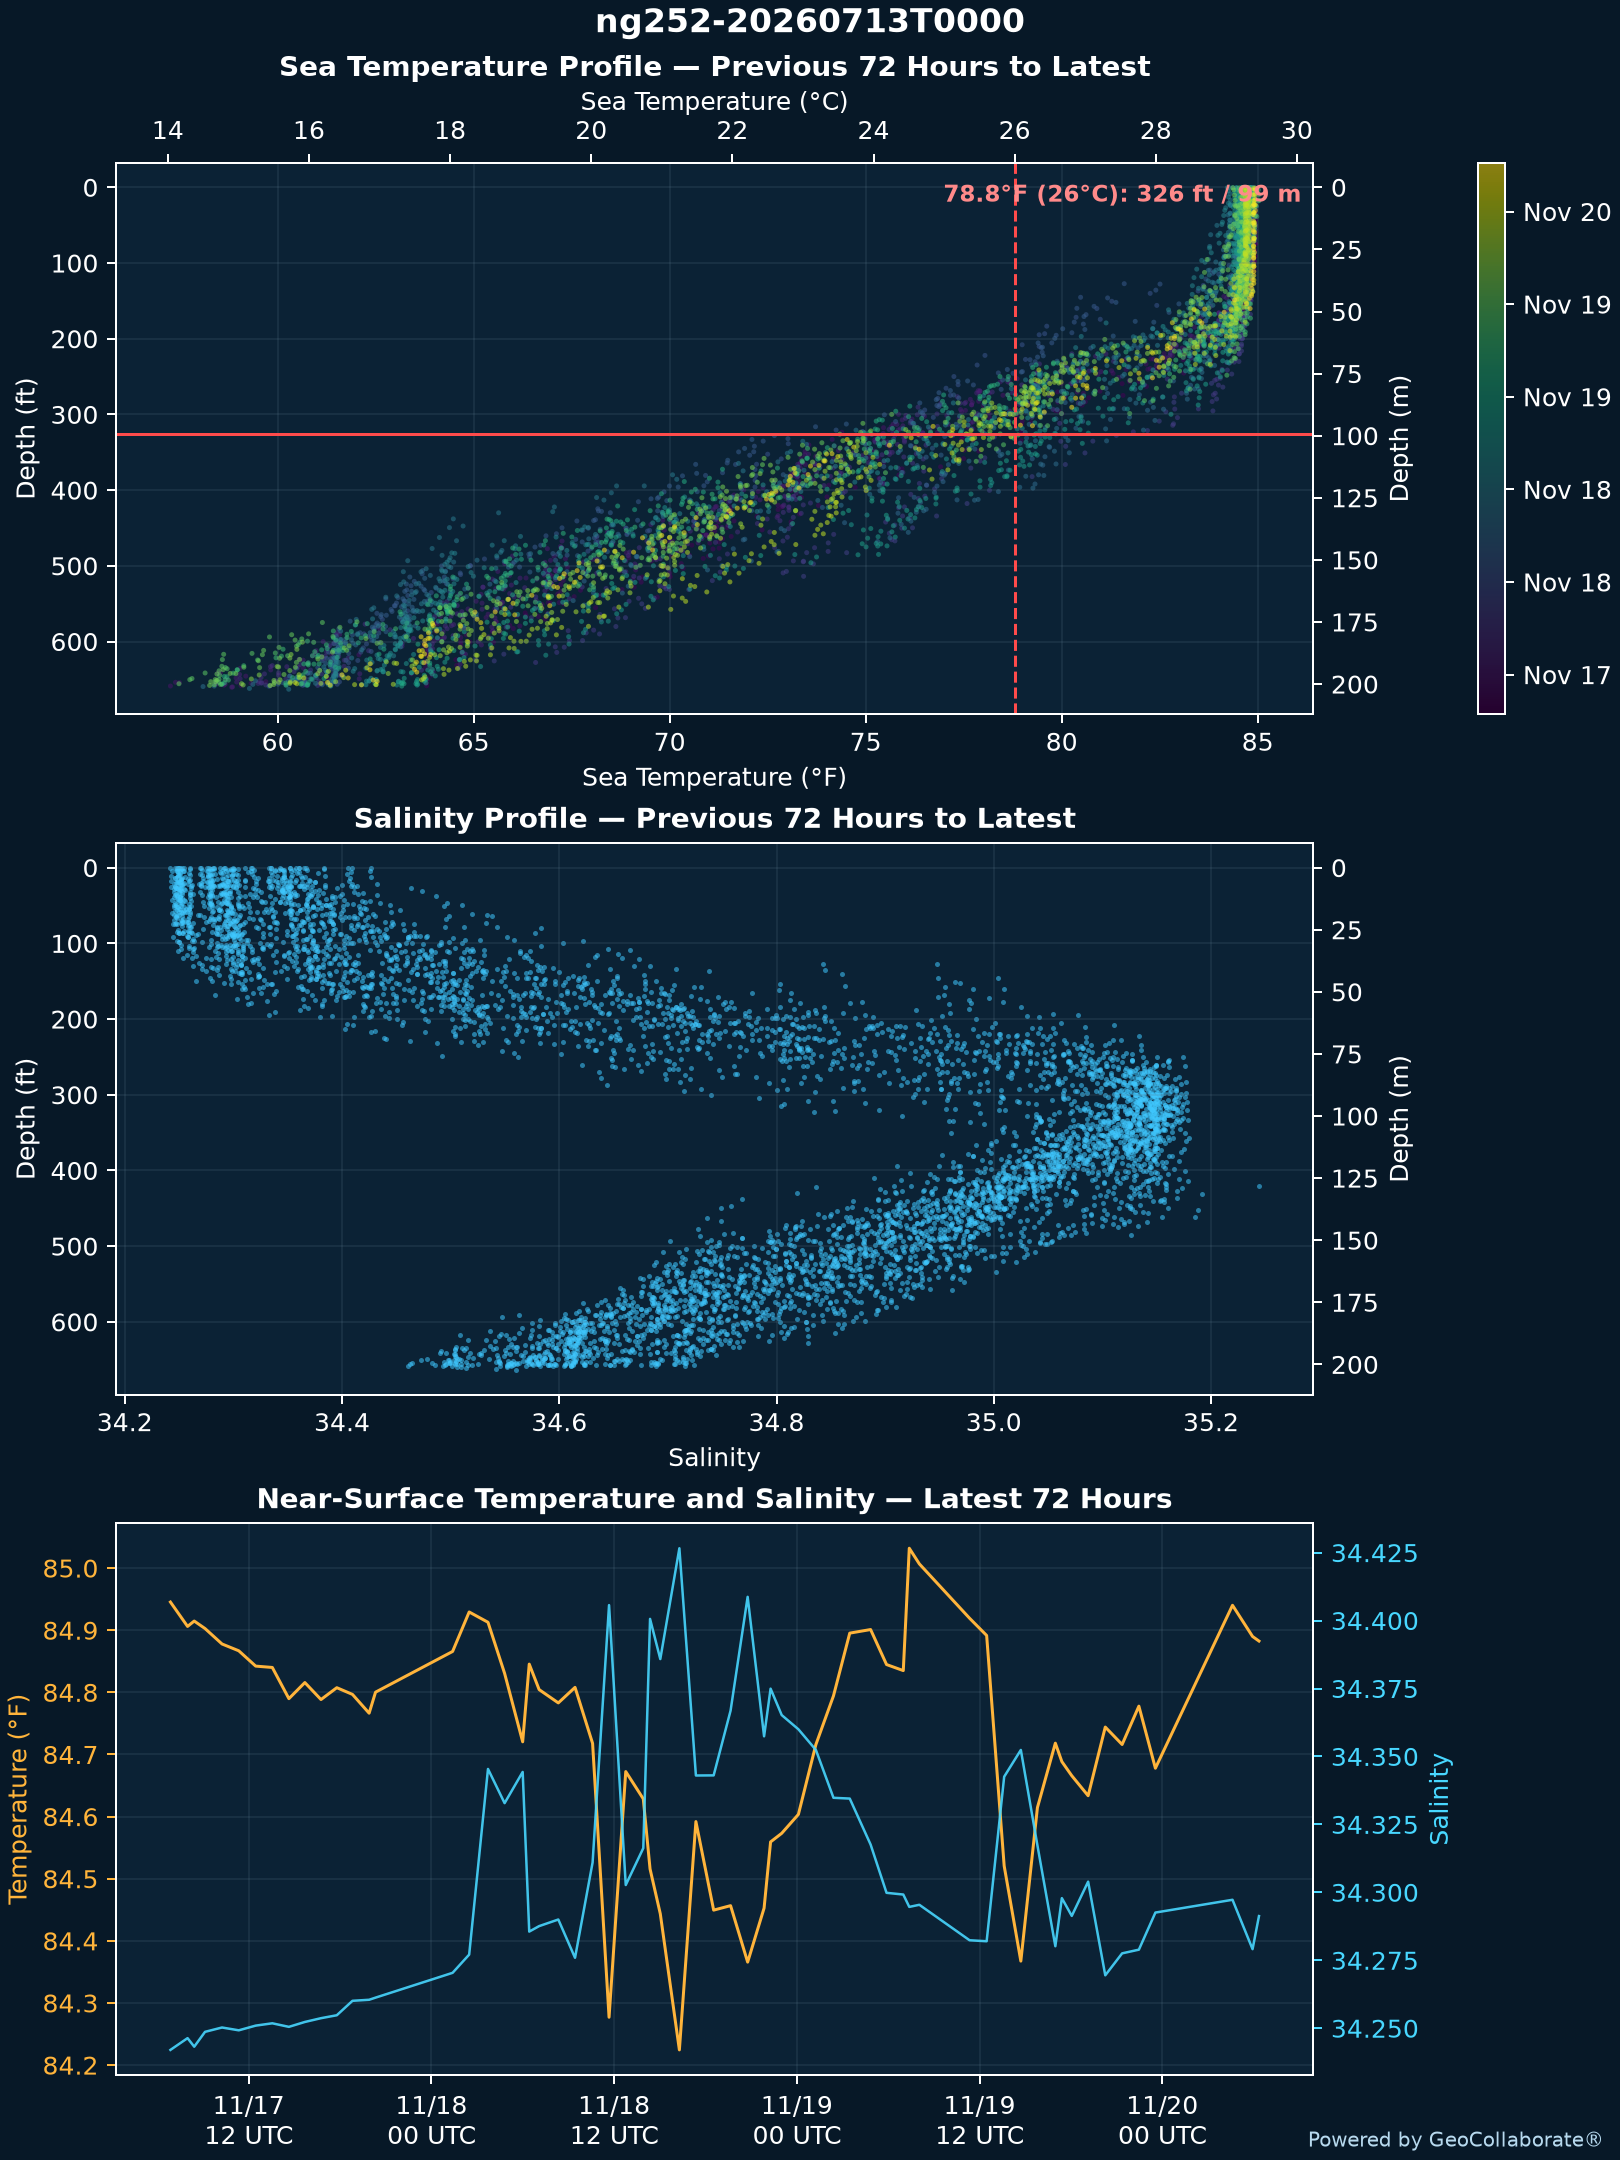 ng252-20260713T0000
Sea Temperature Profile — Previous 72 Hours to Latest
Sea Temperature (°C)
14 16 18 20 22 24 26 28 30
78.8°F (26°C): 326 ft / 99 m
Depth (ft)
0
100
200
300
400
500
600
Depth (m)
0
25
50
75
100
125
150
175
200
Nov 20
Nov 19
Nov 19
Nov 18
Nov 18
Nov 17
60 65 70 75 80 85
Sea Temperature (°F)
Salinity Profile — Previous 72 Hours to Latest
Depth (ft)
0
100
200
300
400
500
600
Depth (m)
0
25
50
75
100
125
150
175
200
34.2 34.4 34.6 34.8 35.0 35.2
Salinity
Near-Surface Temperature and Salinity — Latest 72 Hours
Temperature (°F)
85.0
84.9
84.8
84.7
84.6
84.5
84.4
84.3
84.2
Salinity
34.425
34.400
34.375
34.350
34.325
34.300
34.275
34.250
11/17 11/18 11/18 11/19 11/19 11/20
12 UTC 00 UTC 12 UTC 00 UTC 12 UTC 00 UTC
Powered by GeoCollaborate®